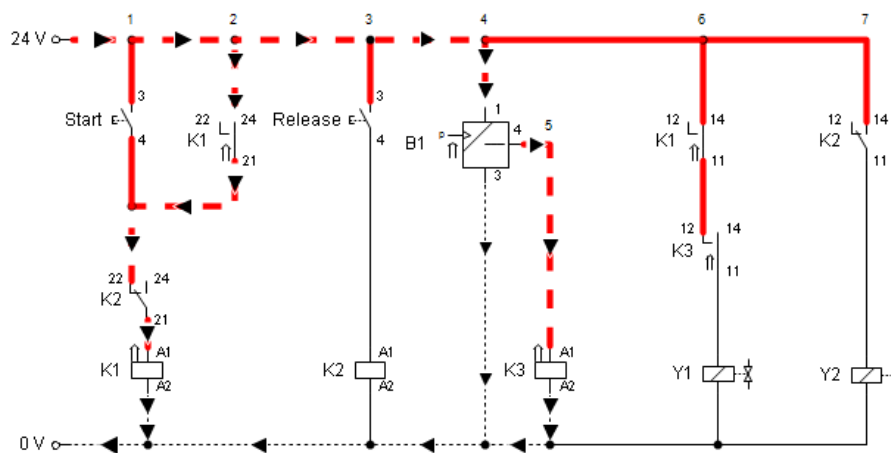 1 2 3 4 6 7
24 V
3 3 1
Start 22 24 Release B1 p 4 5 12 14 12 14
K1 K1 K2
4 21 4 3 11 11
12 14
K3
11
22 24
K2
21
K1 A1 K2 A1 K3 A1 Y1 Y2
A2 A2 A2
0 V